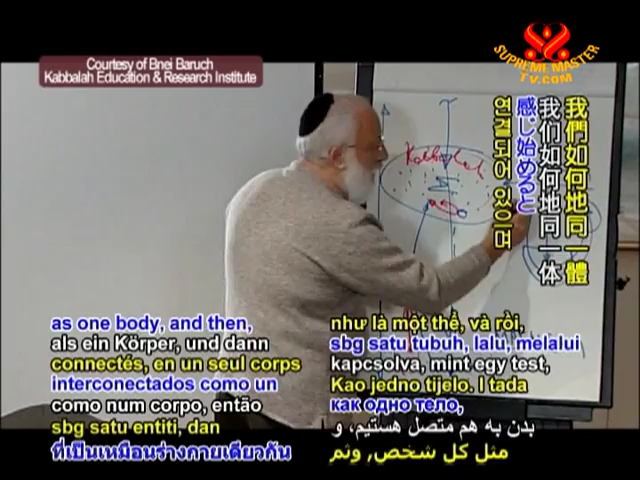 Courtesy of Bnei Baruch
Kabbalah Education & Research Institute
SUPREME MASTER
TV.COM
Kabbalah
我們如何地同一體
我们如何地同一体
感じ始めると
연결되어 있으며
as one body, and then,
als ein Körper, und dann
connectés, en un seul corps
interconectados como un
como num corpo, então
sbg satu entiti, dan
ที่เป็นเหมือนร่างกายเดียวกัน
như là một thể, và rồi,
sbg satu tubuh, lalu, melalui
kapcsolva, mint egy test,
Kao jedno tijelo. I tada
как одно тело,
بدن به هم متصل هستیم، و
مثل كل شخص, وثم